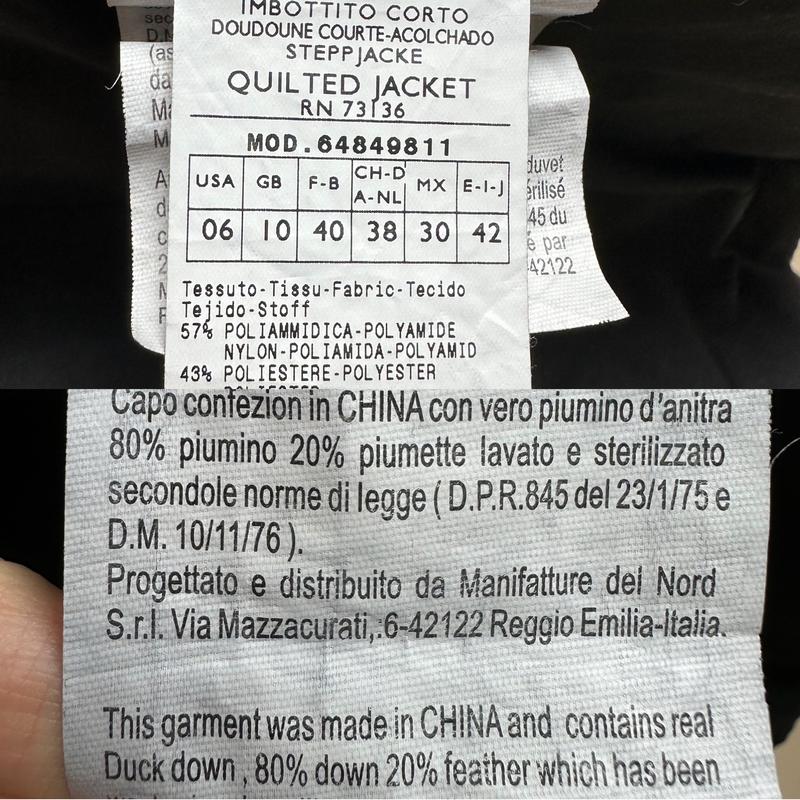 IMBOTTITO CORTO
DOUDOUNE COURTE-ACOLCHADO
STEPPJACKE
QUILTED JACKET
RN 73136
MOD.64849811
USA GB F-B CH-D A-NL MX E-I-J
06 10 40 38 30 42
Tessuto-Tissu-Fabric-Tecido
Tejido-Stoff
57% POLIAMMIDICA-POLYAMIDE
NYLON-POLIAMIDA-POLYAMID
43% POLIESTERE-POLYESTER
duvet
45 du
par
42122
Capo confezion in CHINA con vero piumino d'anitra
80% piumino 20% piumette lavato e sterilizzato
secondole norme di legge ( D.P.R.845 del 23/1/75 e
D.M. 10/11/76 ).
Progettato e distribuito da Manifatture del Nord
S.r.l. Via Mazzacurati,:6-42122 Reggio Emilia-Italia.
This garment was made in CHINA and contains real
Duck down , 80% down 20% feather which has been